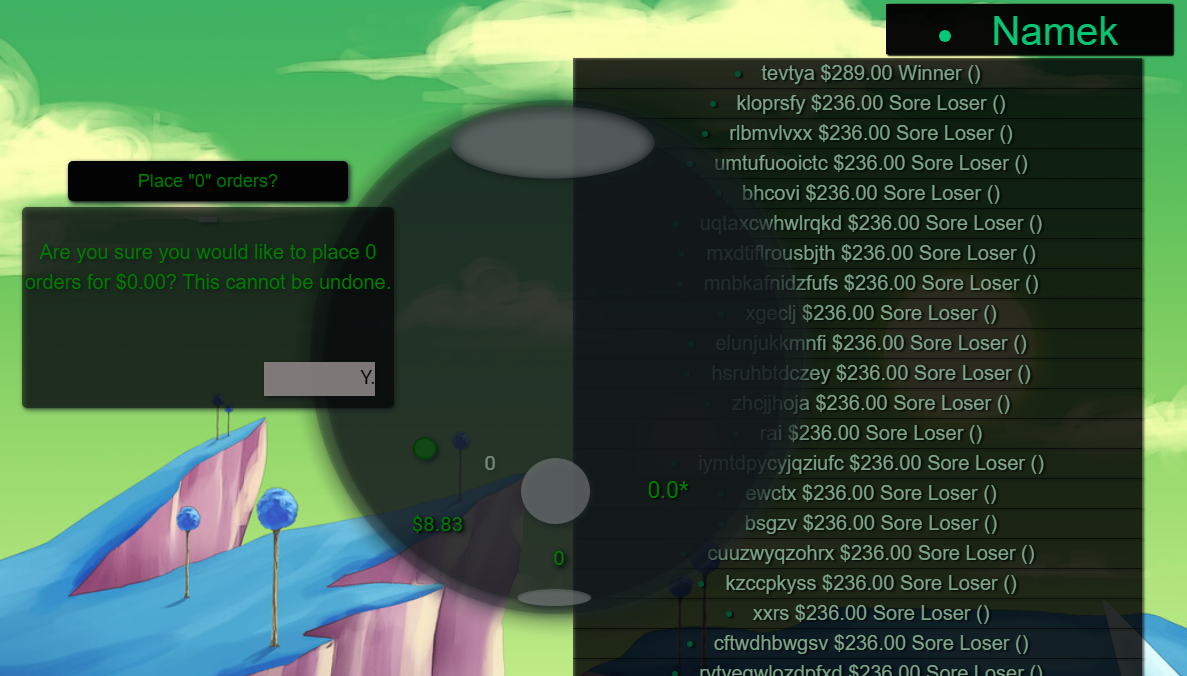 Namek
tevtya $289.00 Winner ()
kloprsfy $236.00 Sore Loser ()
rlbmvlvxx $236.00 Sore Loser ()
umtufuooictc $236.00 Sore Loser ()
bhcovi $236.00 Sore Loser ()
uqtaxcwhwlrqkd $236.00 Sore Loser ()
mxdtiflrousbjth $236.00 Sore Loser ()
mnbkafnidzfufs $236.00 Sore Loser ()
xgeclj $236.00 Sore Loser ()
elunjukkmnfi $236.00 Sore Loser ()
hsruhbtdczey $236.00 Sore Loser ()
zhcjjhoja $236.00 Sore Loser ()
rai $236.00 Sore Loser ()
iymtdpycyjqziufc $236.00 Sore Loser ()
ewctx $236.00 Sore Loser ()
bsgzv $236.00 Sore Loser ()
cuuzwyqzohrx $236.00 Sore Loser ()
kzccpkyss $236.00 Sore Loser ()
xxrs $236.00 Sore Loser ()
cftwdhbwgsv $236.00 Sore Loser ()
$236.00 Sore Loser ()
Place "0" orders?
Are you sure you would like to place 0
orders for $0.00? This cannot be undone.
Y.
0
0.0*
$8.83
0